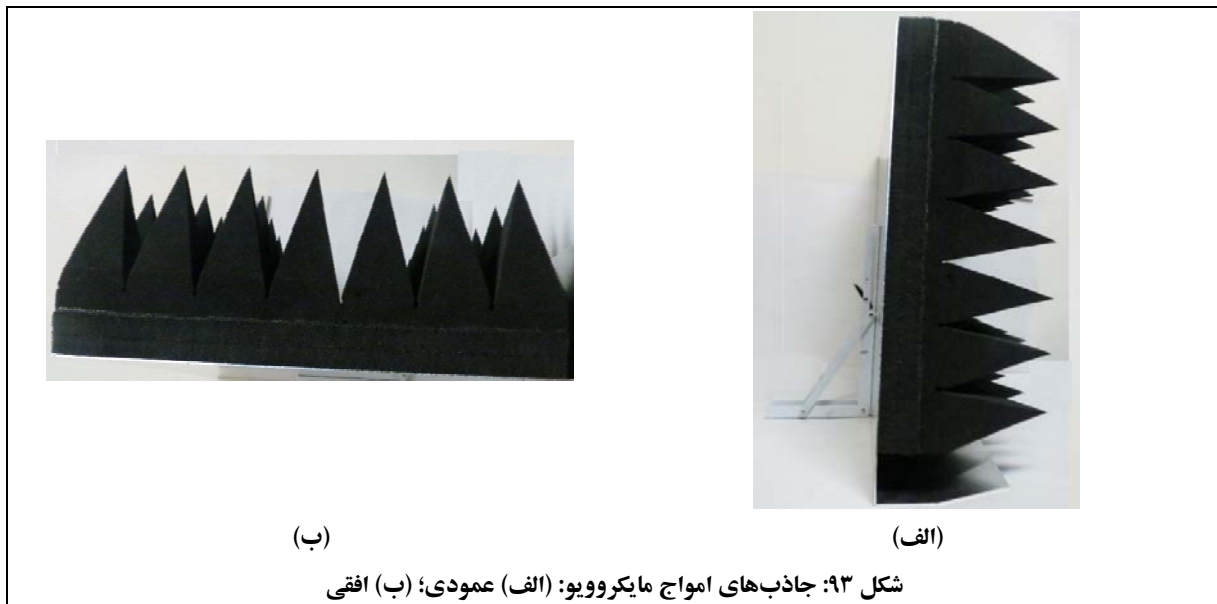 (الف)
(ب)
شکل ۹۳: جاذب‌های امواج مایکروویو: (الف) عمودی؛ (ب) افقی